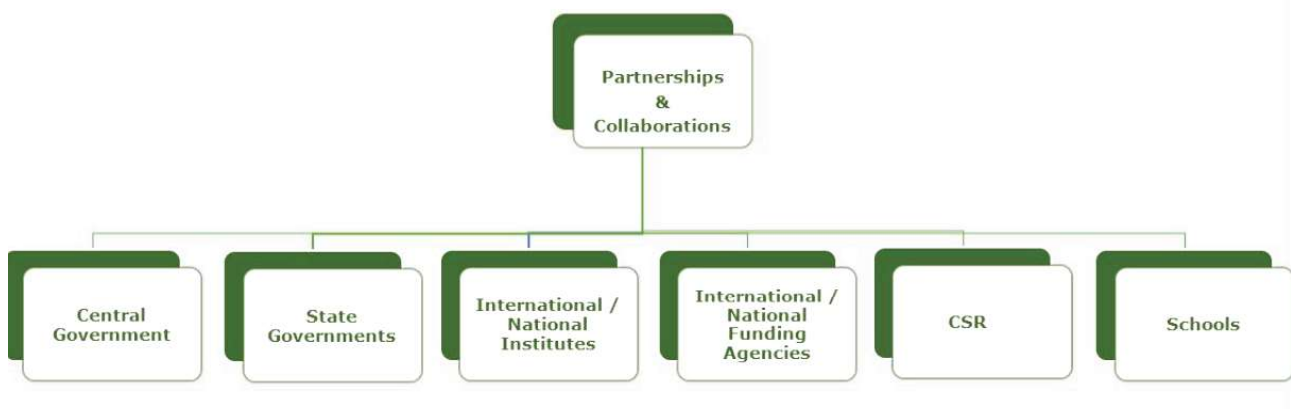 Partnerships
&
Collaborations
Central
Government
State
Governments
International /
National
Institutes
International /
National
Funding
Agencies
CSR
Schools